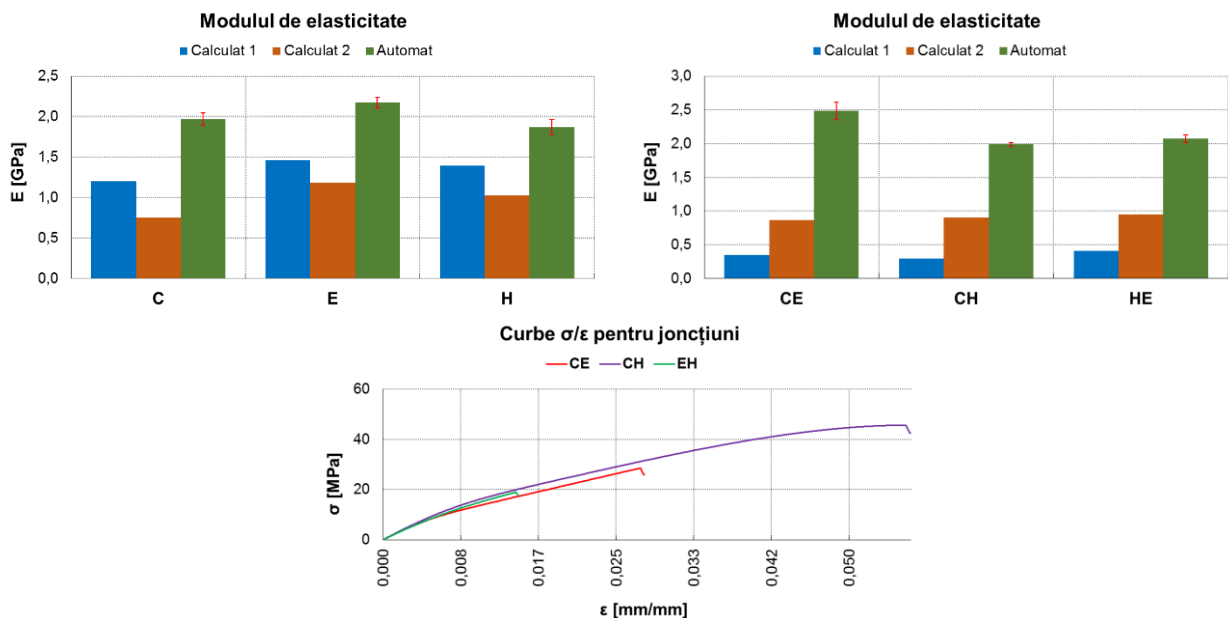 Modulul de elasticitate
Calculat 1 Calculat 2 Automat
E [GPa]
2,5
2,0
1,5
1,0
0,5
0,0
C E H
Modulul de elasticitate
Calculat 1 Calculat 2 Automat
E [GPa]
3,0
2,5
2,0
1,5
1,0
0,5
0,0
CE CH HE
Curbe σ/ε pentru joncțiuni
CE CH EH
σ [MPa]
60
40
20
0
0,000 0,008 0,017 0,025 0,033 0,042 0,050
ε [mm/mm]